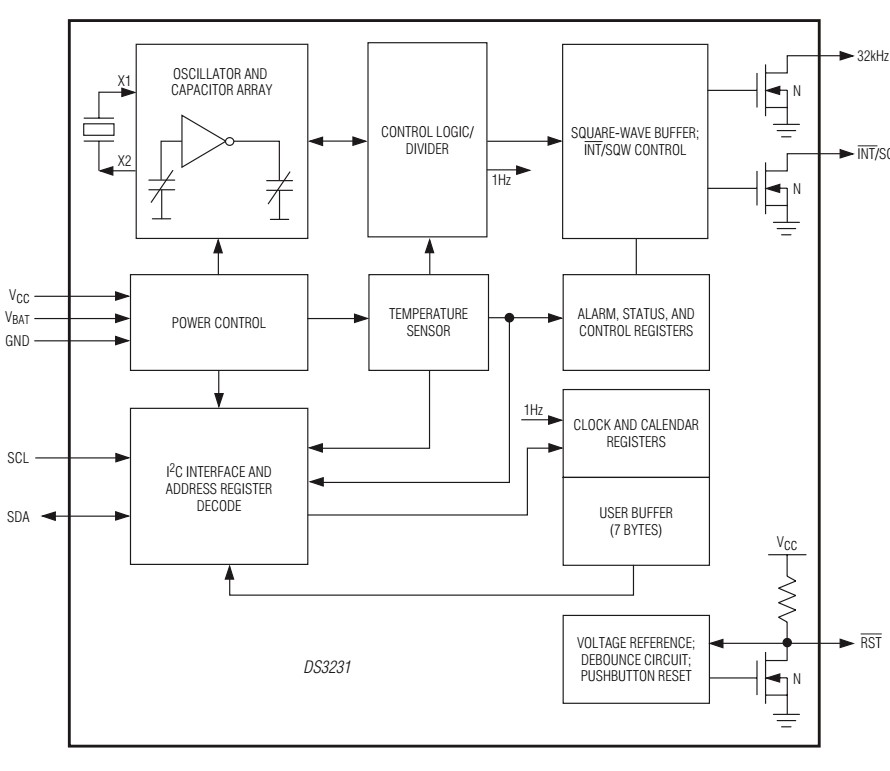 X1
X2
OSCILLATOR AND
CAPACITOR ARRAY
CONTROL LOGIC/
DIVIDER
1Hz
SQUARE-WAVE BUFFER;
INT/SQW CONTROL
N
32kHz
N
INT/SQ
VCC
VBAT
GND
POWER CONTROL
TEMPERATURE
SENSOR
ALARM, STATUS, AND
CONTROL REGISTERS
1Hz
CLOCK AND CALENDAR
REGISTERS
SCL
SDA
I2C INTERFACE AND
ADDRESS REGISTER
DECODE
USER BUFFER
(7 BYTES)
VCC
VOLTAGE REFERENCE;
DEBOUNCE CIRCUIT;
PUSHBUTTON RESET
N
RST
DS3231